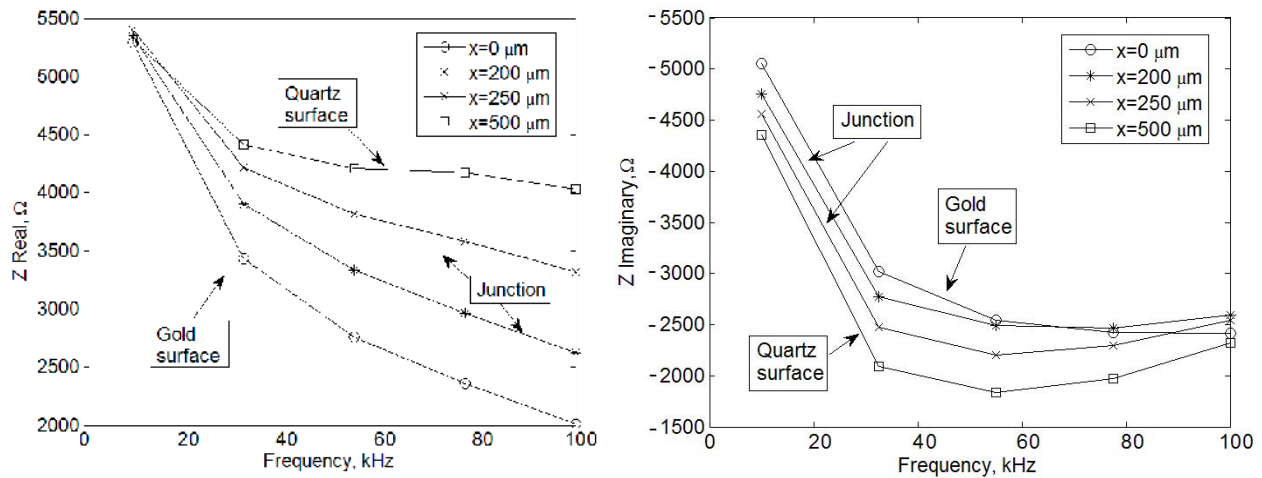 5500
5000
4500
4000
3500
3000
2500
2000
0
20
40
60
80
100
Z Real, Ω
Frequency, kHz
x=0 μm
x=200 μm
x=250 μm
x=500 μm
Quartz
surface
Gold
surface
Junction
-5500
-5000
-4500
-4000
-3500
-3000
-2500
-2000
-1500
0
20
40
60
80
100
Z Imaginary,Ω
Frequency, kHz
x=0 μm
x=200 μm
x=250 μm
x=500 μm
Junction
Gold
surface
Quartz
surface